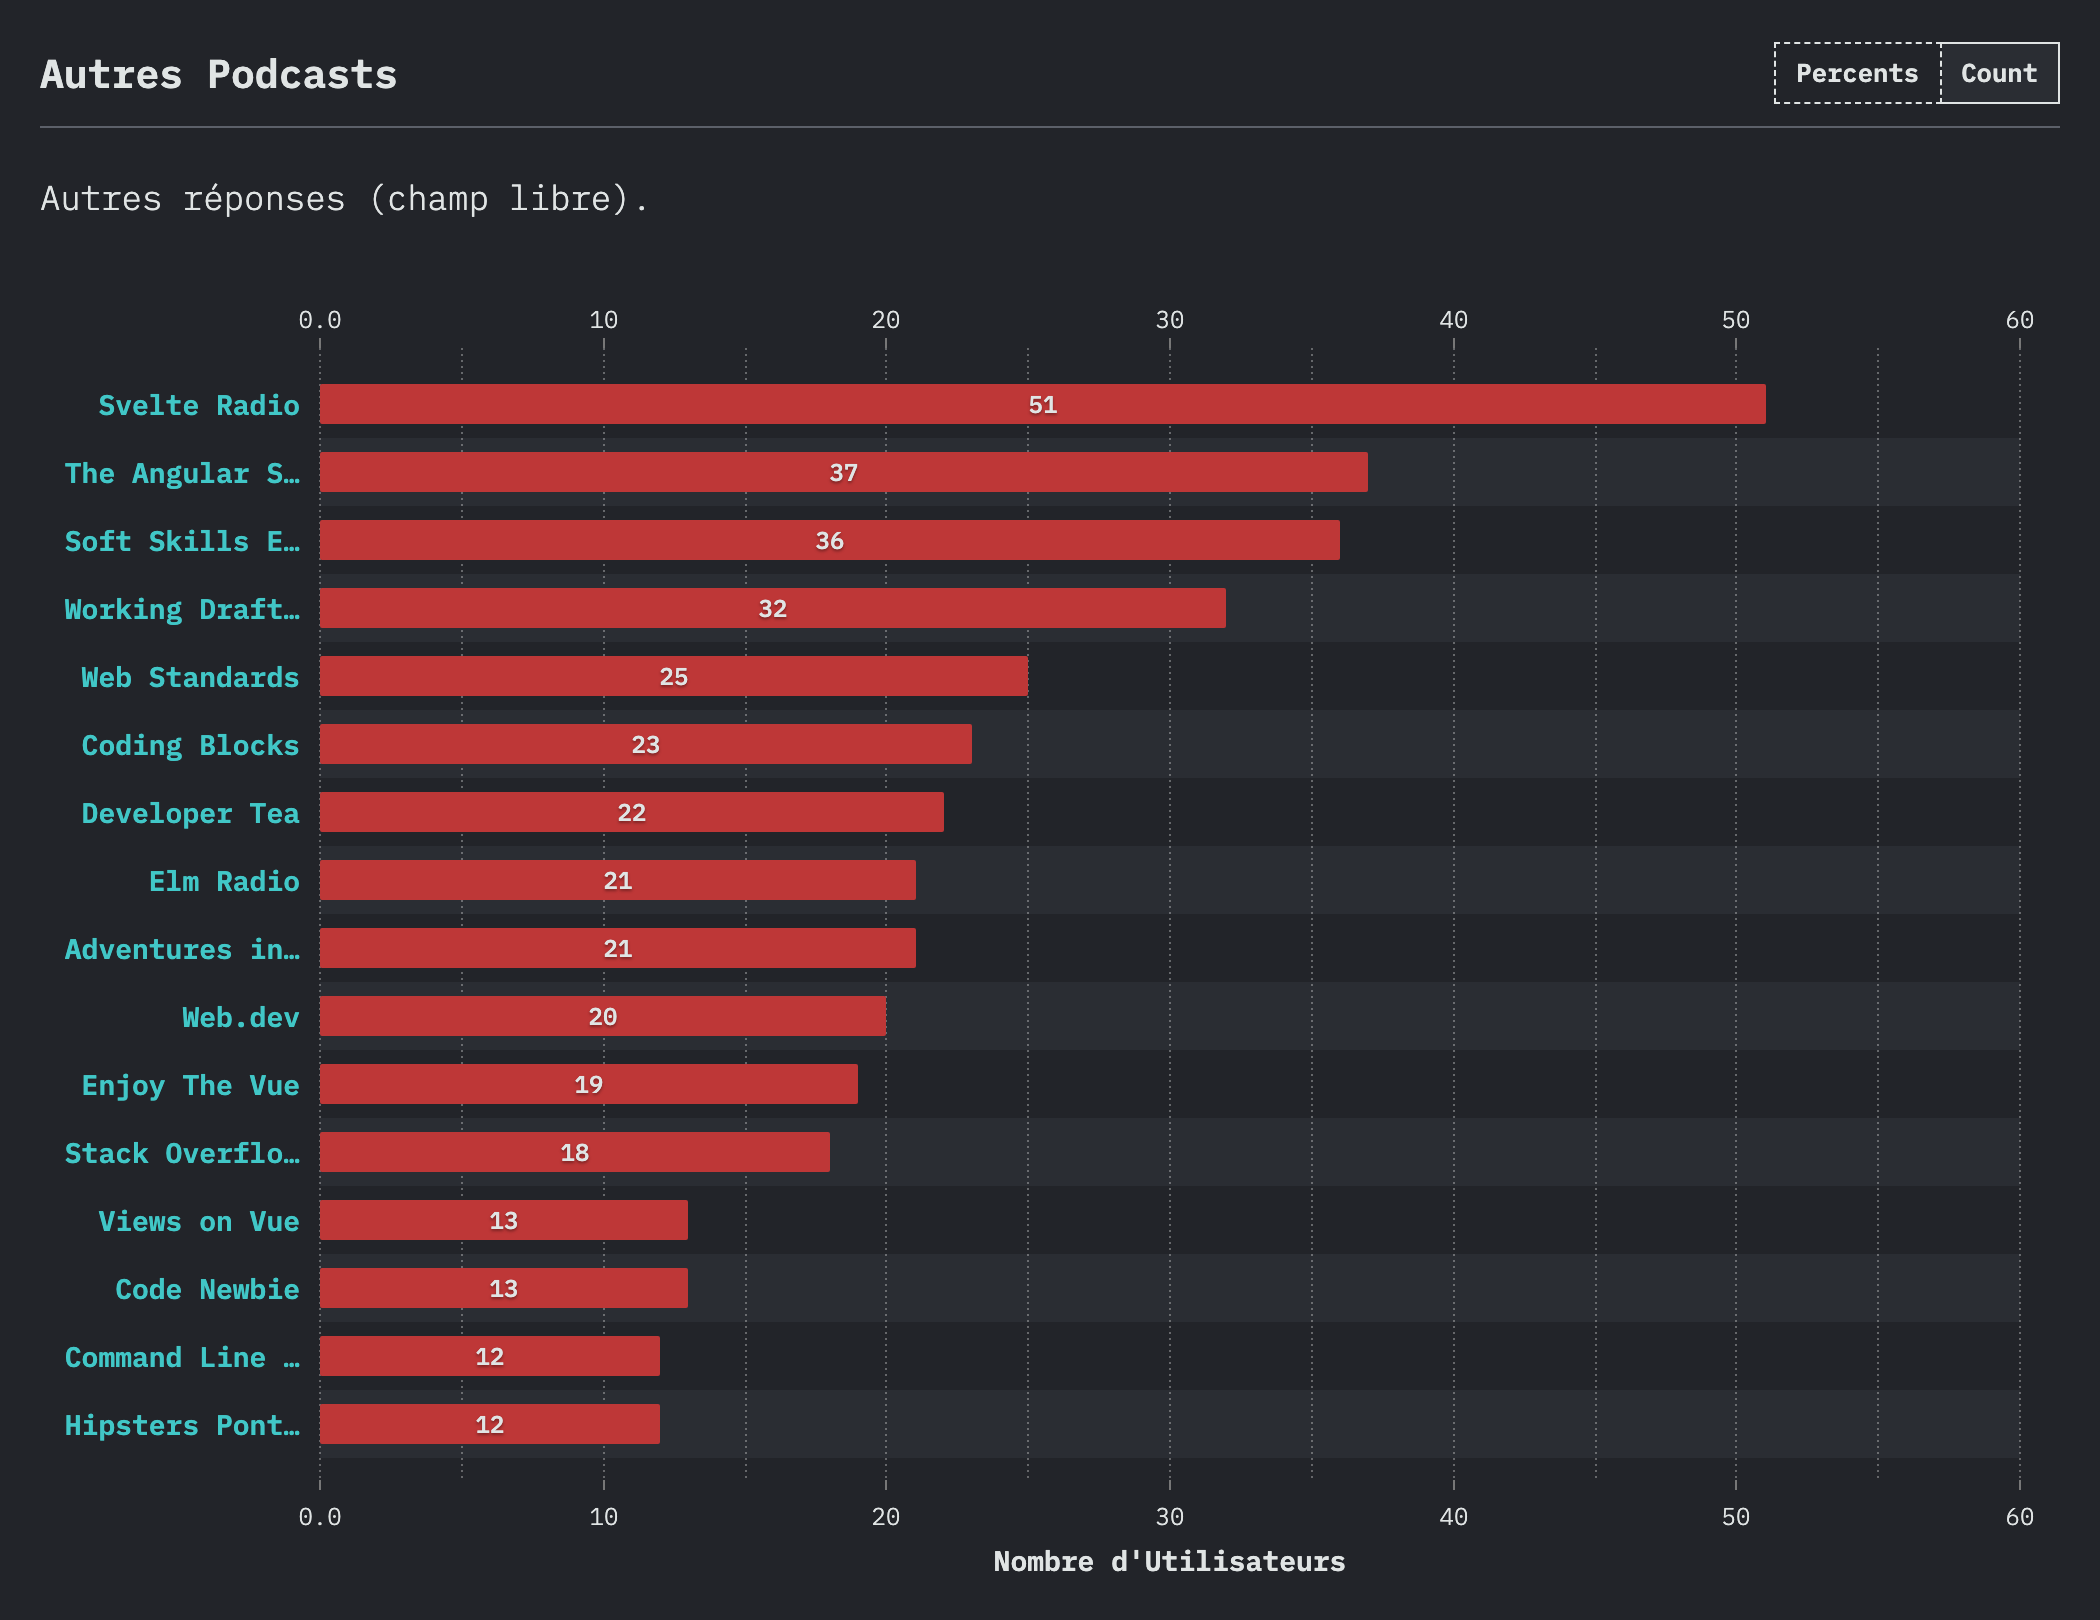 Autres Podcasts
Percents Count
Autres réponses (champ libre).
0.0 10 20 30 40 50 60
Svelte Radio 51
The Angular S… 37
Soft Skills E… 36
Working Draft… 32
Web Standards 25
Coding Blocks 23
Developer Tea 22
Elm Radio 21
Adventures in… 21
Web.dev 20
Enjoy The Vue 19
Stack Overflo… 18
Views on Vue 13
Code Newbie 13
Command Line … 12
Hipsters Pont… 12
0.0 10 20 30 40 50 60
Nombre d'Utilisateurs